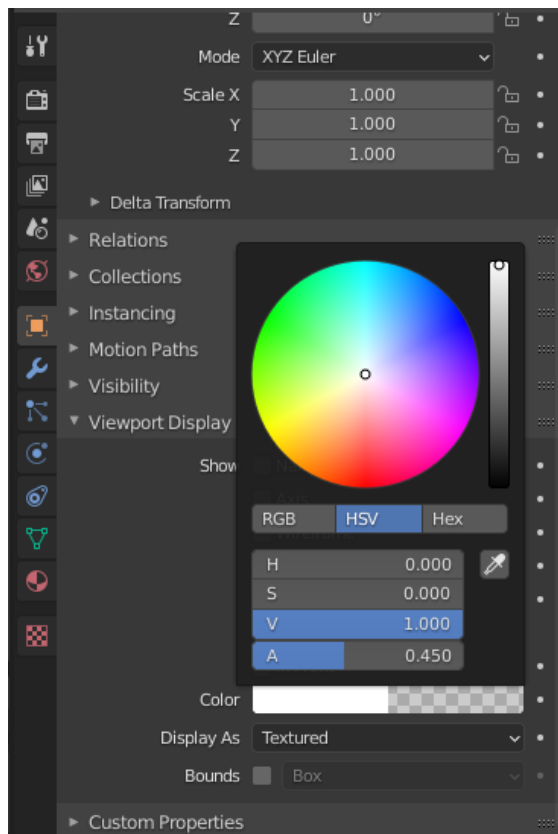 Z 0°
Mode XYZ Euler
Scale X 1.000
Y 1.000
Z 1.000
Delta Transform
Relations
Collections
Instancing
Motion Paths
Visibility
Viewport Display
Show
Axis
RGB HSV Hex
Wireframe
H 0.000
S 0.000
V 1.000
A 0.450
Color
Display As Textured
Bounds Box
Custom Properties